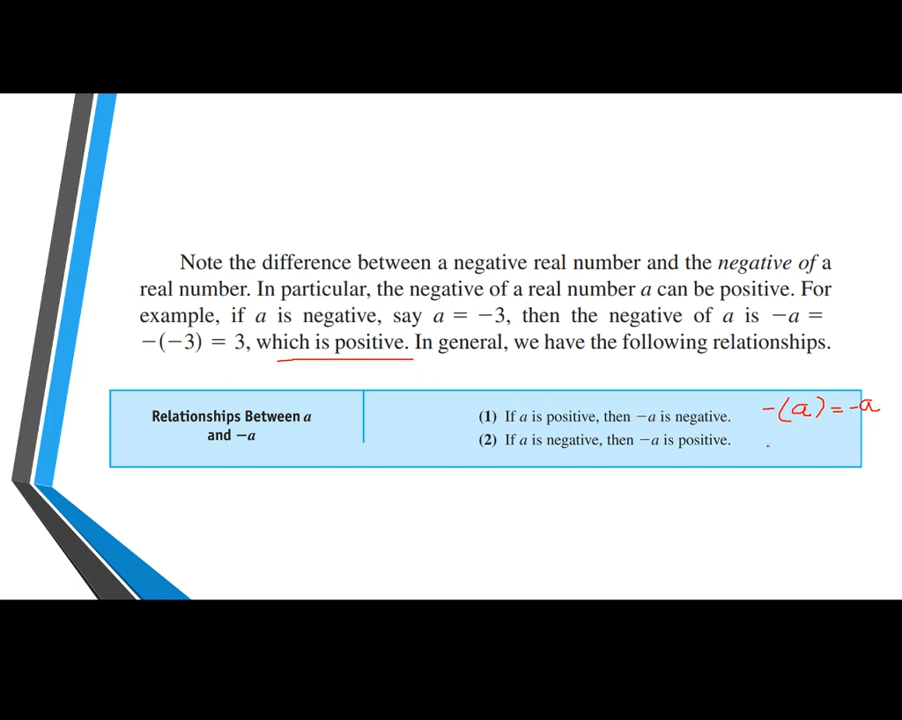 Note the difference between a negative real number and the negative of a
real number. In particular, the negative of a real number a can be positive. For
example, if a is negative, say a = −3, then the negative of a is −a =
−(−3) = 3, which is positive. In general, we have the following relationships.
Relationships Between a
and −a
(1) If a is positive, then −a is negative.
(2) If a is negative, then −a is positive.
-(a) = -a